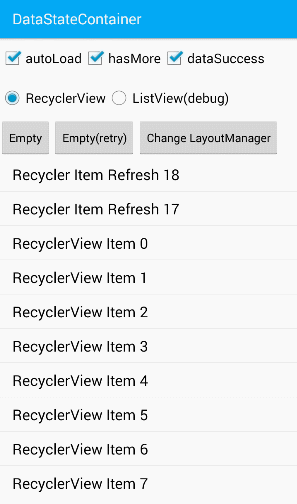 DataStateContainer
autoLoad hasMore dataSuccess
RecyclerView ListView(debug)
Empty Empty(retry) Change LayoutManager
Recycler Item Refresh 18
Recycler Item Refresh 17
RecyclerView Item 0
RecyclerView Item 1
RecyclerView Item 2
RecyclerView Item 3
RecyclerView Item 4
RecyclerView Item 5
RecyclerView Item 6
RecyclerView Item 7